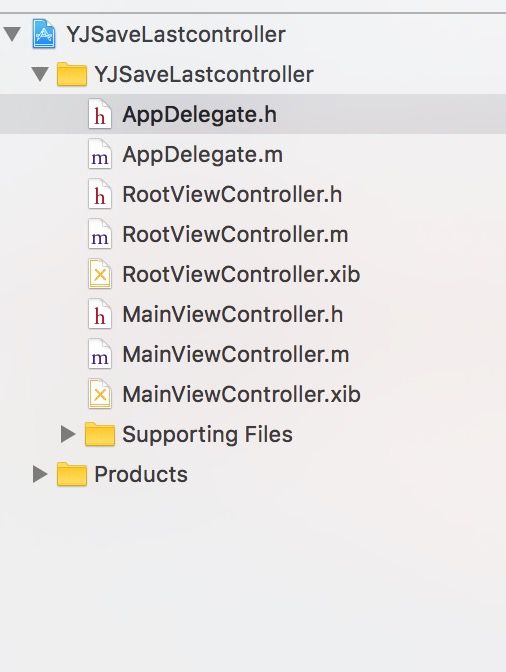 YJSaveLastcontroller
YJSaveLastcontroller
h AppDelegate.h
m AppDelegate.m
h RootViewController.h
m RootViewController.m
RootViewController.xib
h MainViewController.h
m MainViewController.m
MainViewController.xib
Supporting Files
Products